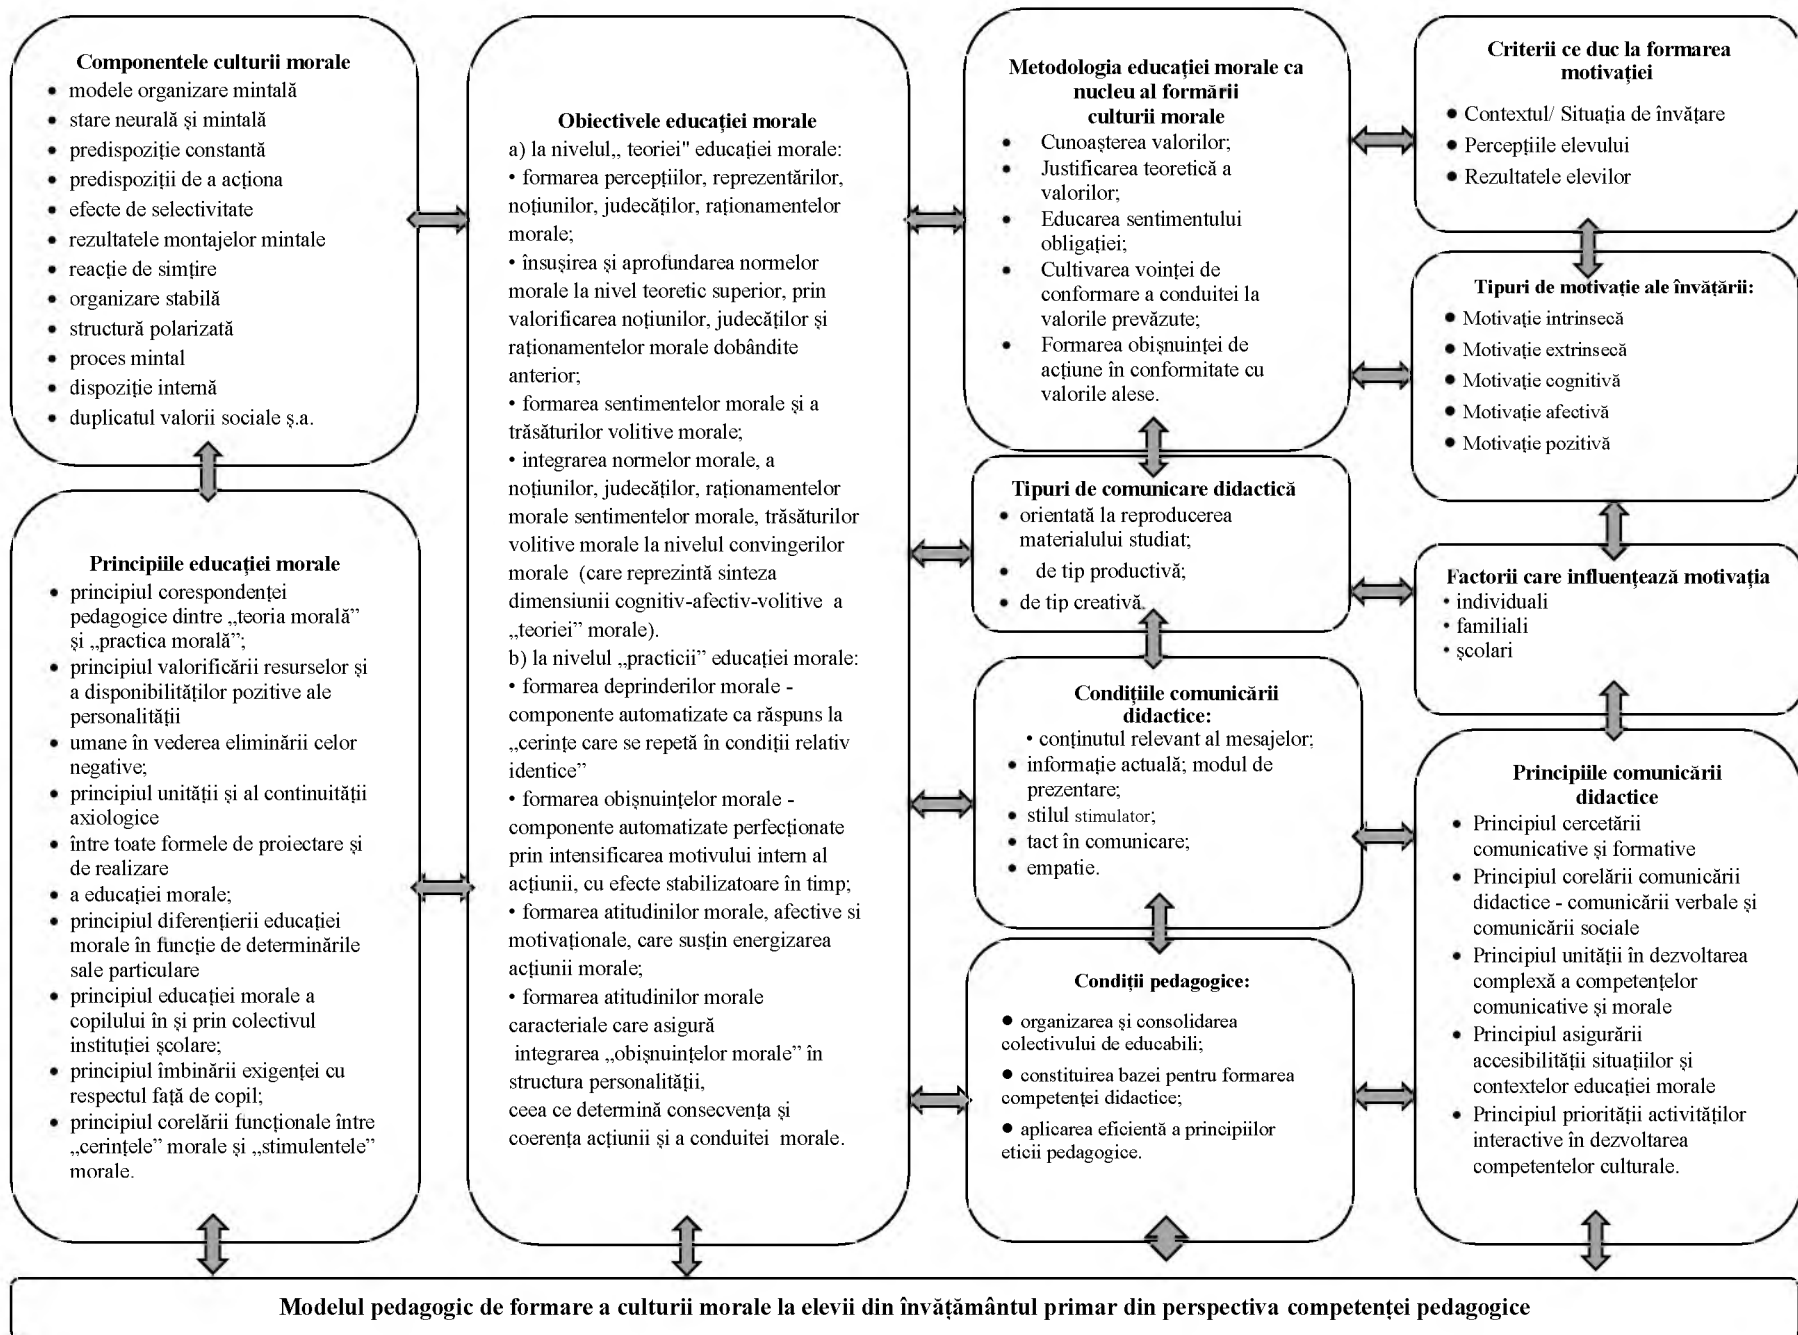 Componentele culturii morale
• modele organizare mintală
• stare neurală și mintală
• predispoziție constantă
• predispoziții de a acționa
• efecte de selectivitate
• rezultatele montajelor mintale
• reacție de simțire
• organizare stabilă
• structură polarizată
• proces mintal
• dispoziție internă
• duplicatul valorii sociale ș.a.
Principiile educației morale
• principiul corespondenței
pedagogice dintre „teoria morală”
și „practica morală”;
• principiul valorificării resurselor și
a disponibilităților pozitive ale
personalității
• umane în vederea eliminării celor
negative;
• principiul unității și al continuității
axiologice
• între toate formele de proiectare și
de realizare
• a educației morale;
• principiul diferențierii educației
morale în funcție de determinările
sale particulare
• principiul educației morale a
copilului în și prin colectivul
instituției școlare;
• principiul îmbinării exigenței cu
respectul față de copil;
• principiul corelării funcționale între
„cerințele” morale și „stimulentele”
morale.
Obiectivele educației morale
a) la nivelul„ teoriei" educației morale:
• formarea percepțiilor, reprezentărilor,
noțiunilor, judecăților, raționamentelor
morale;
• însușirea și aprofundarea normelor
morale la nivel teoretic superior, prin
valorificarea noțiunilor, judecăților și
raționamentelor morale dobândite
anterior;
• formarea sentimentelor morale și a
trăsăturilor volitive morale;
• integrarea normelor morale, a
noțiunilor, judecăților, raționamentelor
morale sentimentelor morale, trăsăturilor
volitive morale la nivelul convingerilor
morale (care reprezintă sinteza
dimensiunii cognitiv-afectiv-volitive a
„teoriei” morale).
b) la nivelul „practicii” educației morale:
• formarea deprinderilor morale -
componente automatizate ca răspuns la
„cerințe care se repetă în condiții relativ
identice”
• formarea obișnuințelor morale -
componente automatizate perfecționate
prin intensificarea motivului intern al
acțiunii, cu efecte stabilizatoare în timp;
• formarea atitudinilor morale, afective si
motivaționale, care susțin energizarea
acțiunii morale;
• formarea atitudinilor morale
caracteriale care asigură
integrarea „obișnuințelor morale” în
structura personalității,
ceea ce determină consecvența și
coerența acțiunii și a conduitei morale.
Metodologia educației morale ca
nucleu al formării
culturii morale
• Cunoașterea valorilor;
• Justificarea teoretică a
valorilor;
• Educarea sentimentului
obligației;
• Cultivarea voinței de
conformare a conduitei la
valorile prevăzute;
• Formarea obișnuinței de
acțiune în conformitate cu
valorile alese.
Tipuri de comunicare didactică
• orientată la reproducerea
materialului studiat;
• de tip productivă;
• de tip creativă.
Condițiile comunicării
didactice:
• conținutul relevant al mesajelor;
• informație actuală; modul de
prezentare;
• stilul stimulator;
• tact în comunicare;
• empatie.
Condiții pedagogice:
● organizarea și consolidarea
colectivului de educabili;
● constituirea bazei pentru formarea
competenței didactice;
● aplicarea eficientă a principiilor
eticii pedagogice.
Criterii ce duc la formarea
motivației
● Contextul/ Situația de învățare
● Percepțiile elevului
● Rezultatele elevilor
Tipuri de motivație ale învățării:
● Motivație intrinsecă
● Motivație extrinsecă
● Motivație cognitivă
● Motivație afectivă
● Motivație pozitivă
Factorii care influențează motivația
• individuali
• familiali
• școlari
Principiile comunicării
didactice
• Principiul cercetării
comunicative și formative
• Principiul corelării comunicării
didactice - comunicării verbale și
comunicării sociale
• Principiul unității în dezvoltarea
complexă a competențelor
comunicative și morale
• Principiul asigurării
accesibilității situațiilor și
contextelor educației morale
• Principiul priorității activităților
interactive în dezvoltarea
competentelor culturale.
Modelul pedagogic de formare a culturii morale la elevii din învățământul primar din perspectiva competenței pedagogice